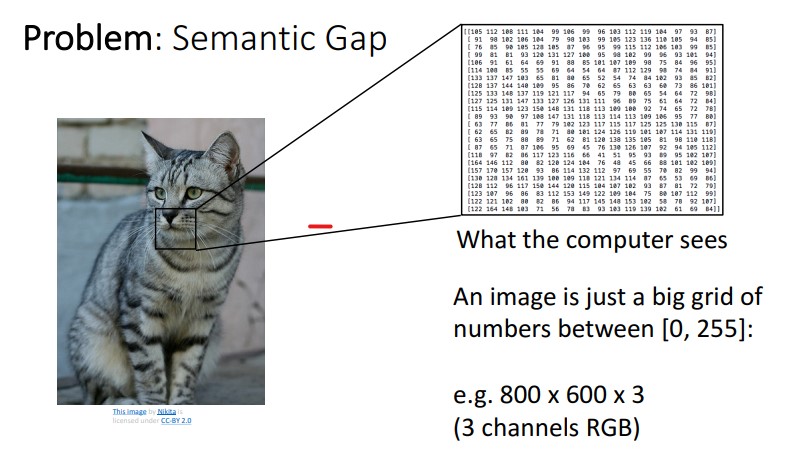 Problem: Semantic Gap
[[105 112 108 111 104 99 106 99 96 103 112 119 104 97 93 87]
[ 91 98 102 106 104 79 98 103 99 105 123 136 110 105 94 85]
[ 76 85 90 105 128 105 87 96 95 99 115 112 106 103 99 85]
[ 99 81 81 93 120 131 127 100 95 98 102 99 96 93 101 94]
[106 91 61 64 69 91 88 85 101 107 109 98 75 84 96 95]
[114 108 85 55 55 69 64 54 64 87 112 129 98 74 84 91]
[133 137 147 103 65 81 80 65 52 54 74 84 102 93 85 82]
[128 137 144 140 109 95 86 70 62 65 63 63 60 73 86 101]
[125 133 148 137 119 121 117 94 65 79 80 65 54 64 72 98]
[127 125 131 147 133 127 126 131 111 96 89 75 61 64 72 84]
[115 114 109 123 150 148 131 118 113 109 100 92 74 65 72 78]
[ 89 93 90 97 108 147 131 118 113 114 113 109 106 95 77 80]
[ 63 77 86 81 77 79 102 123 117 115 117 125 125 130 115 87]
[ 62 65 82 89 78 71 80 101 124 126 119 101 107 114 131 119]
[ 63 65 75 88 89 71 62 81 120 138 135 105 81 98 110 118]
[ 87 65 71 87 106 95 69 45 76 130 126 107 92 94 105 112]
[118 97 82 86 117 123 116 66 41 51 95 93 89 95 102 107]
[164 146 112 80 82 120 124 104 76 48 45 66 88 101 102 109]
[157 170 157 120 93 86 114 132 112 97 69 55 70 82 99 94]
[130 128 134 161 139 100 109 118 121 134 114 87 65 53 69 86]
[128 112 96 117 150 144 120 115 104 107 102 93 87 81 72 79]
[123 107 96 86 83 112 153 149 122 109 104 75 80 107 112 99]
[122 121 102 80 82 86 94 117 145 148 153 102 58 78 92 107]
[122 164 148 103 71 56 78 83 93 103 119 139 102 61 69 84]]
What the computer sees
An image is just a big grid of
numbers between [0, 255]:
e.g. 800 x 600 x 3
(3 channels RGB)
This image by Nikita is
licensed under CC-BY 2.0